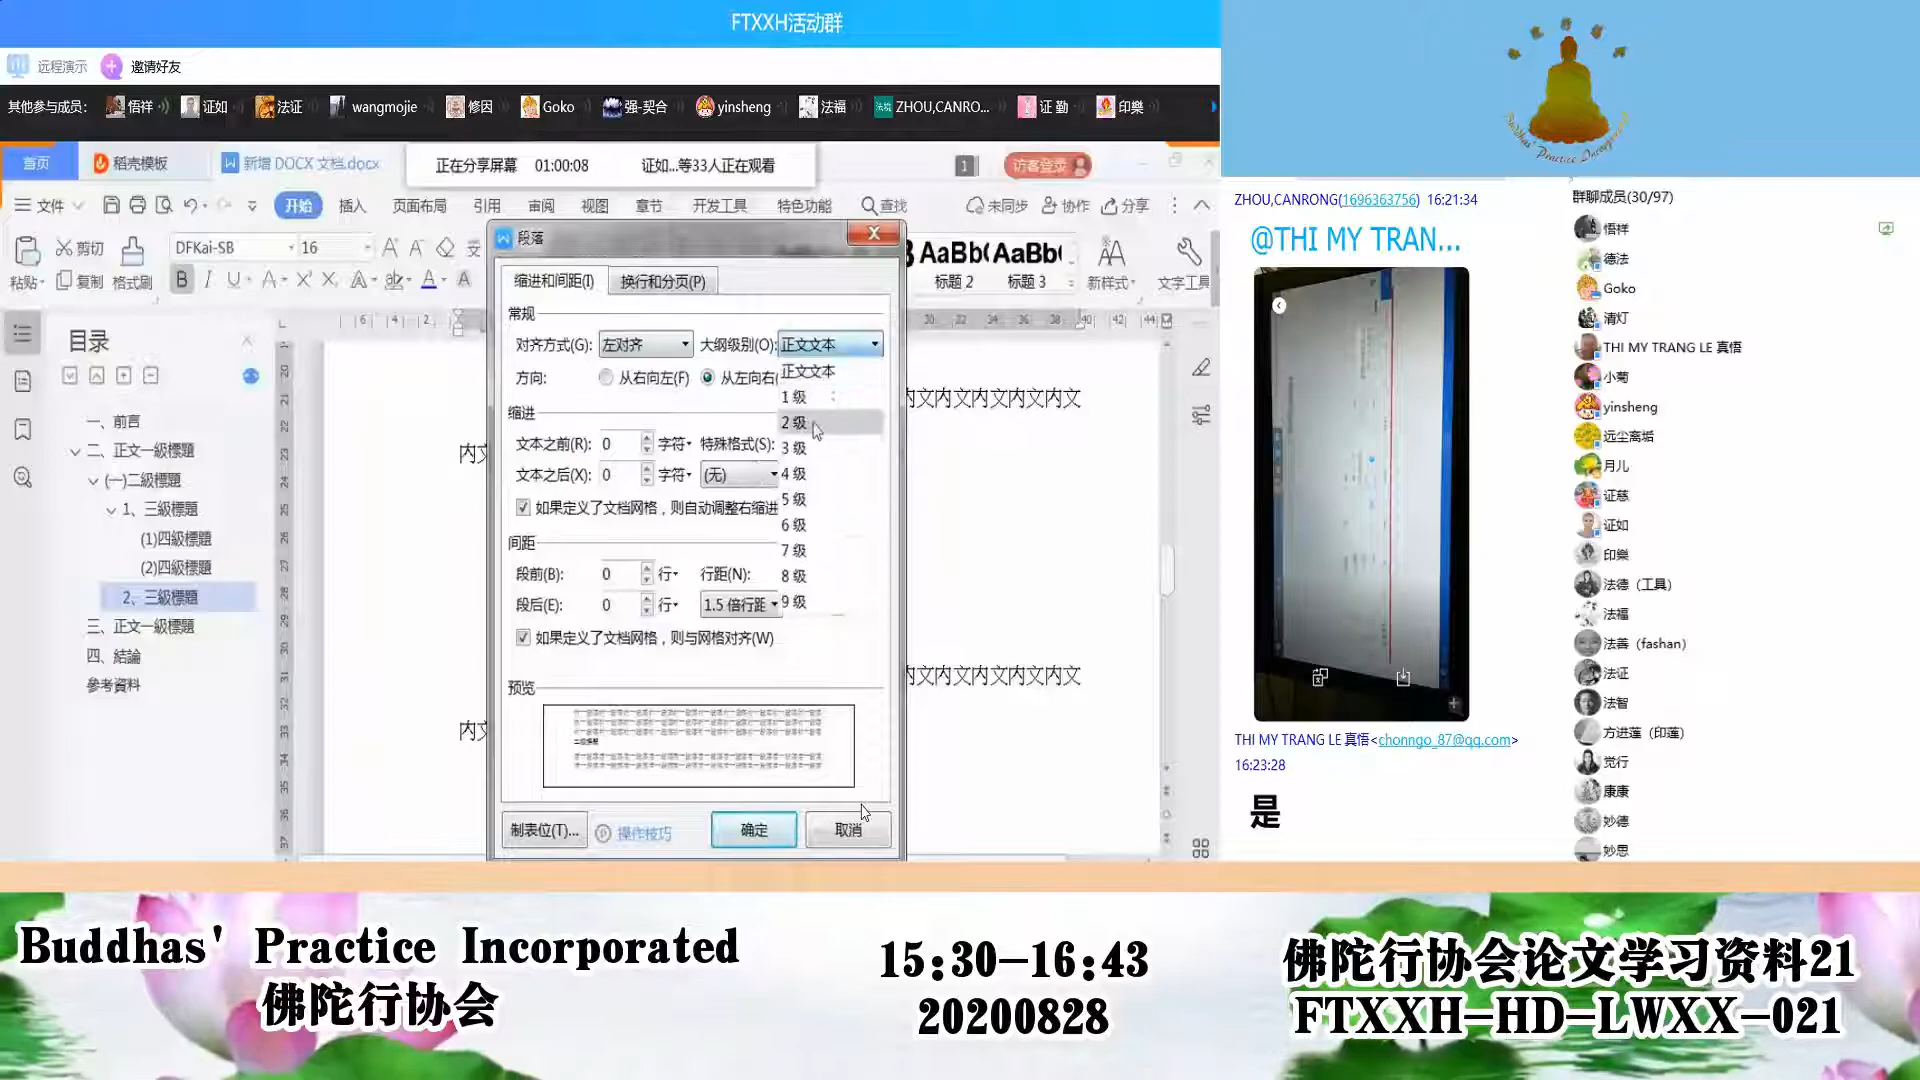 FTXXH活动群
远程演示 邀请好友
其他参与成员: 悟祥 证如 法证 wangmojie 修因 Goko 强-契合 yinsheng 法福 ZHOU,CANRO... 证 勤 印樂
首页 稻壳模板 新增 DOCX 文档.docx 正在分享屏幕 01:00:08 证如...等33人正在观看 1 访客登录
文件 开始 插入 页面布局 引用 审阅 视图 章节 开发工具 特色功能 查找 未同步 协作 分享
粘贴 剪切 复制 格式刷 DFKai-SB 16
AaBb( AaBb(
标题 2 标题 3 新样式 文字工具
目录
一、前言
二、正文一級標題
(一)二級標題
1、三級標題
(1)四級標題
(2)四級標題
2、三級標題
三、正文一級標題
四、結論
參考資料
段落
缩进和间距(I) 换行和分页(P)
常规
对齐方式(G): 左对齐 大纲级别(O): 正文文本
方向: 从右向左(F) 从左向右(
正文文本
1 级
2 级
3 级
4 级
5 级
6 级
7 级
8 级
9 级
缩进
文本之前(R): 0 字符 特殊格式(S):
文本之后(X): 0 字符 (无)
如果定义了文档网格，则自动调整右缩进
间距
段前(B): 0 行 行距(N):
段后(E): 0 行 1.5 倍行距
如果定义了文档网格，则与网格对齐(W)
预览
制表位(T)... 操作技巧 确定 取消
内文内文内文内文内文
内文
内文内文内文内文内文
内文
Buddhas' Practice Incorporated
ZHOU,CANRONG(1696363756) 16:21:34
@THI MY TRAN...
THI MY TRANG LE 真悟<chonngo_87@qq.com>
16:23:28
是
群聊成员(30/97)
悟祥
德法
Goko
清灯
THI MY TRANG LE 真悟
小菊
yinsheng
远尘离垢
月儿
证慈
证如
印樂
法德（工具）
法福
法善（fashan）
法证
法智
方进莲（印莲）
觉行
康康
妙德
妙思
Buddhas' Practice Incorporated
佛陀行协会
15:30-16:43
20200828
佛陀行协会论文学习资料21
FTXXH-HD-LWXX-021